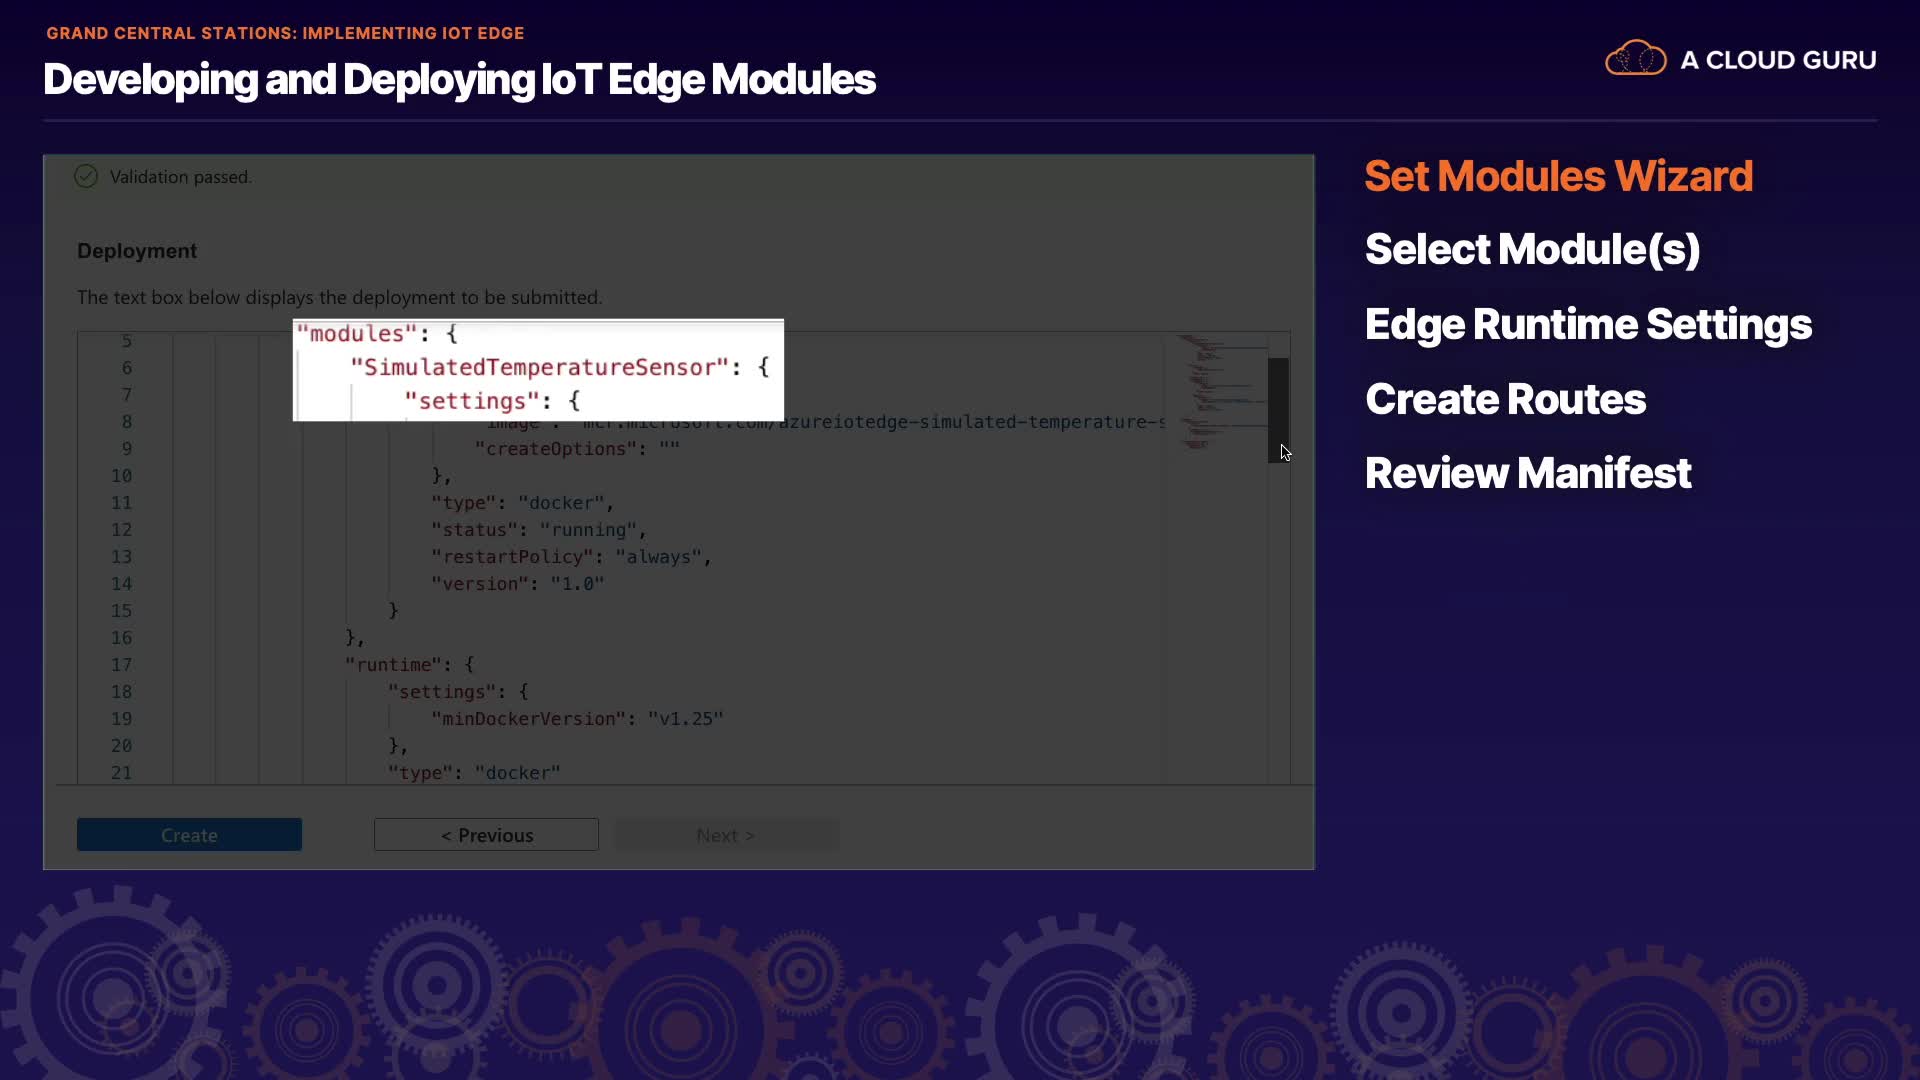 GRAND CENTRAL STATIONS: IMPLEMENTING IOT EDGE
Developing and Deploying IoT Edge Modules
A CLOUD GURU
Validation passed.
Deployment
The text box below displays the deployment to be submitted.
5
"modules": {
6
"SimulatedTemperatureSensor": {
7
"settings": {
8 "image": "mcr.microsoft.com/azureiotedge-simulated-temperature-s
9 "createOptions": ""
10 },
11 "type": "docker",
12 "status": "running",
13 "restartPolicy": "always",
14 "version": "1.0"
15 }
16 },
17 "runtime": {
18 "settings": {
19 "minDockerVersion": "v1.25"
20 },
21 "type": "docker"
Create
< Previous
Next >
Set Modules Wizard
Select Module(s)
Edge Runtime Settings
Create Routes
Review Manifest